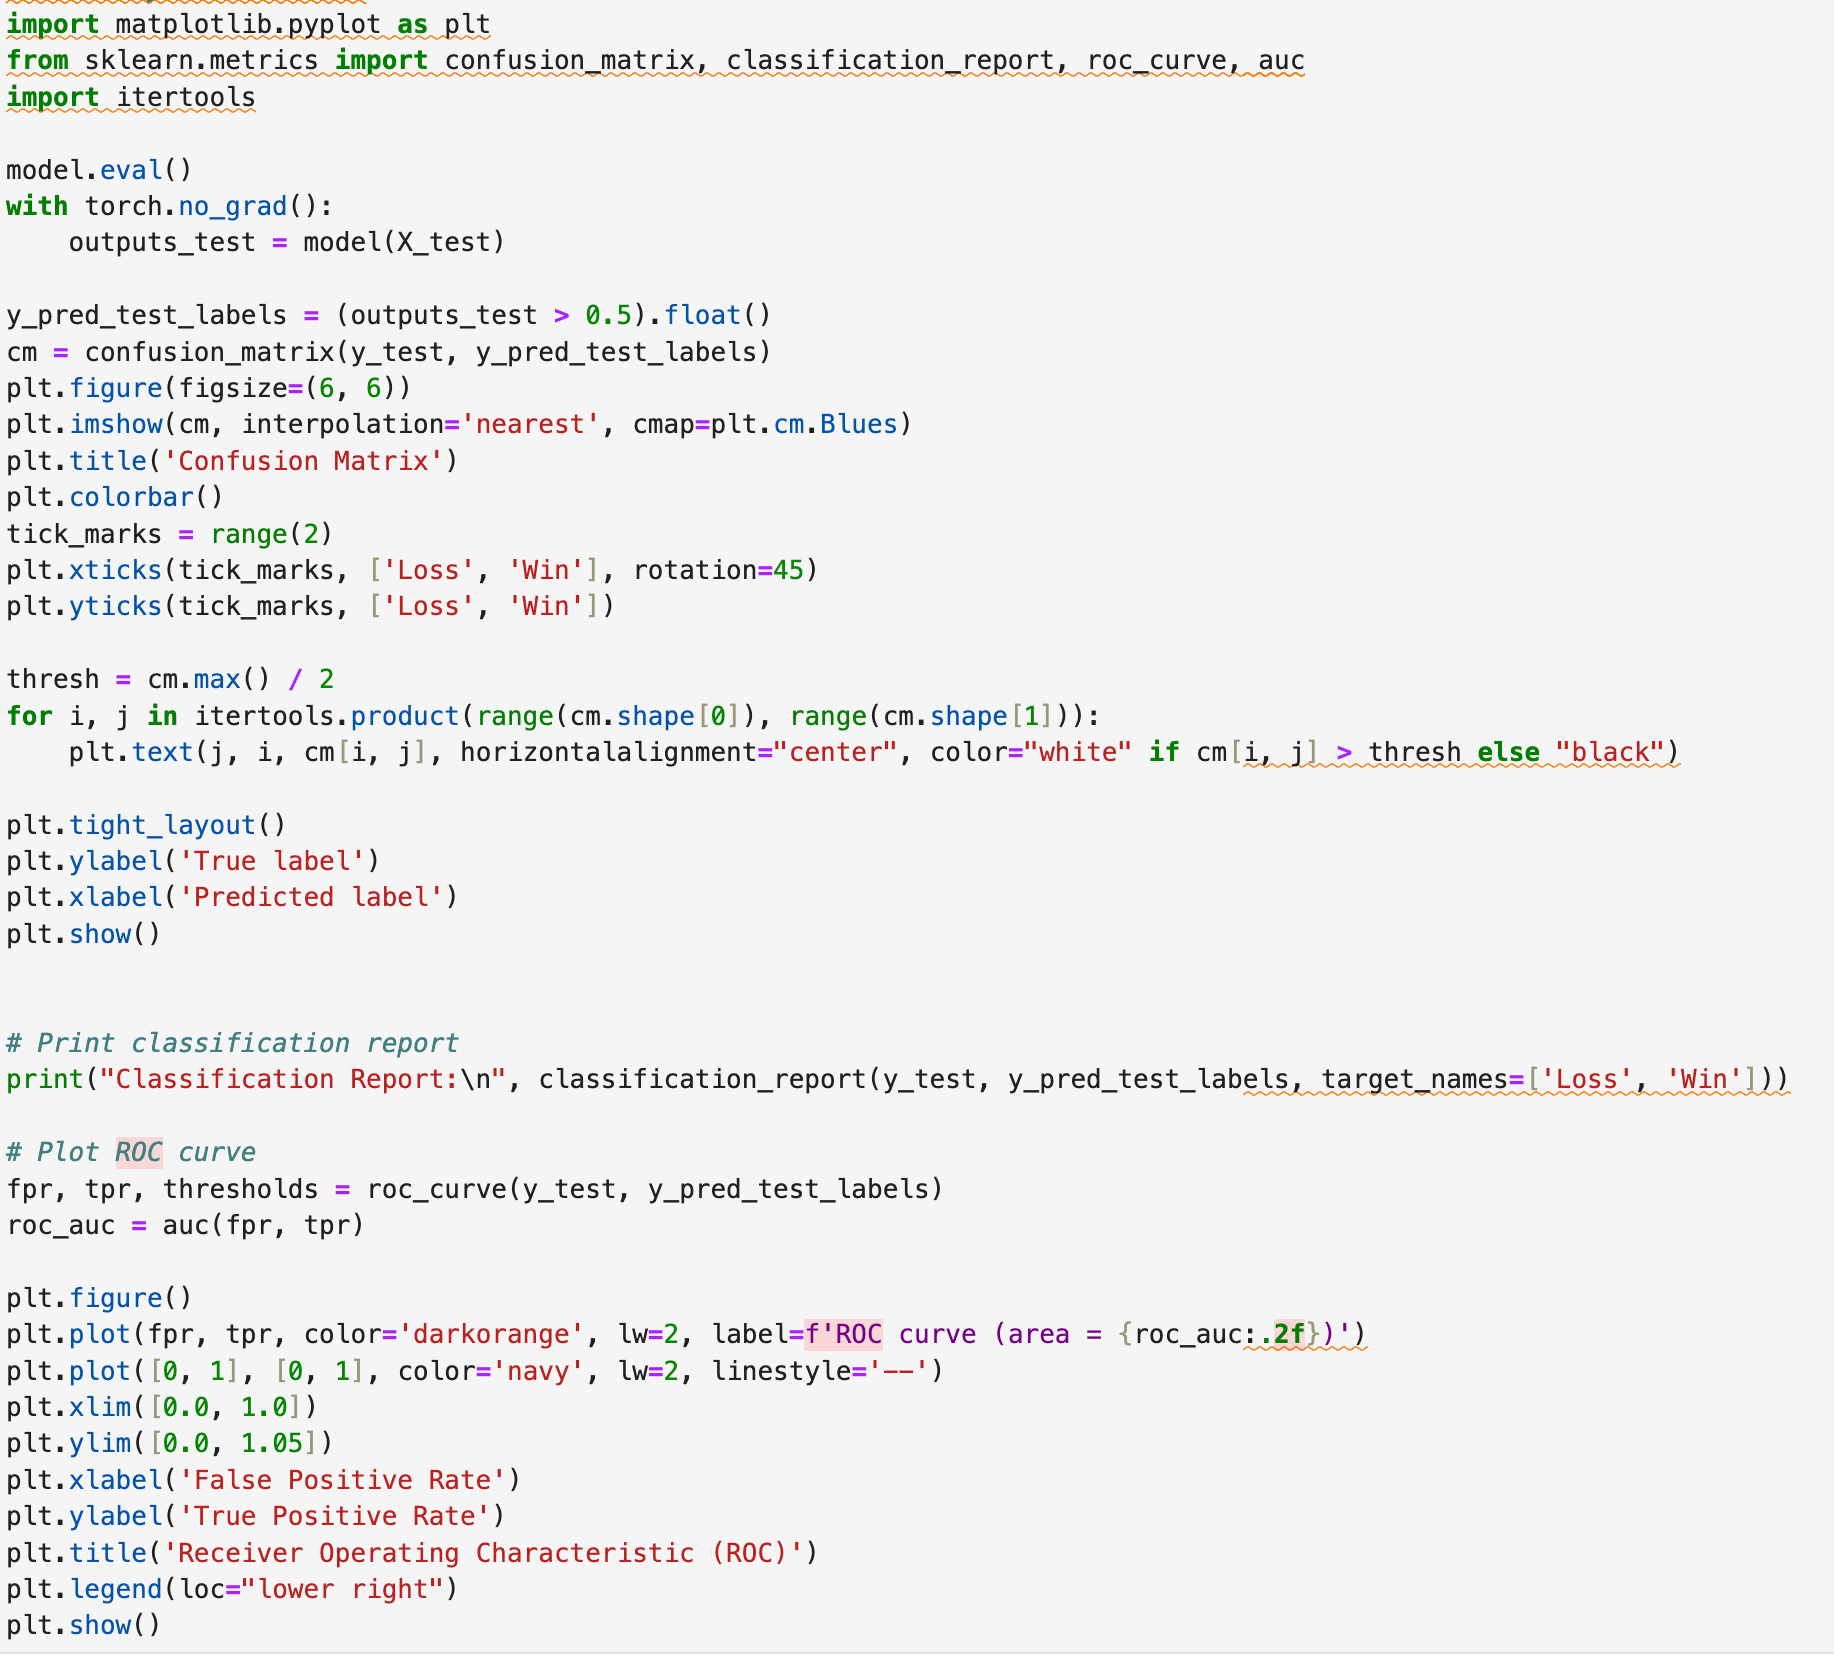 import matplotlib.pyplot as plt
from sklearn.metrics import confusion_matrix, classification_report, roc_curve, auc
import itertools

model.eval()
with torch.no_grad():
    outputs_test = model(X_test)

y_pred_test_labels = (outputs_test > 0.5).float()
cm = confusion_matrix(y_test, y_pred_test_labels)
plt.figure(figsize=(6, 6))
plt.imshow(cm, interpolation='nearest', cmap=plt.cm.Blues)
plt.title('Confusion Matrix')
plt.colorbar()
tick_marks = range(2)
plt.xticks(tick_marks, ['Loss', 'Win'], rotation=45)
plt.yticks(tick_marks, ['Loss', 'Win'])

thresh = cm.max() / 2
for i, j in itertools.product(range(cm.shape[0]), range(cm.shape[1])):
    plt.text(j, i, cm[i, j], horizontalalignment="center", color="white" if cm[i, j] > thresh else "black")

plt.tight_layout()
plt.ylabel('True label')
plt.xlabel('Predicted label')
plt.show()


# Print classification report
print("Classification Report:\n", classification_report(y_test, y_pred_test_labels, target_names=['Loss', 'Win']))

# Plot ROC curve
fpr, tpr, thresholds = roc_curve(y_test, y_pred_test_labels)
roc_auc = auc(fpr, tpr)

plt.figure()
plt.plot(fpr, tpr, color='darkorange', lw=2, label=f'ROC curve (area = {roc_auc:.2f})')
plt.plot([0, 1], [0, 1], color='navy', lw=2, linestyle='--')
plt.xlim([0.0, 1.0])
plt.ylim([0.0, 1.05])
plt.xlabel('False Positive Rate')
plt.ylabel('True Positive Rate')
plt.title('Receiver Operating Characteristic (ROC)')
plt.legend(loc="lower right")
plt.show()